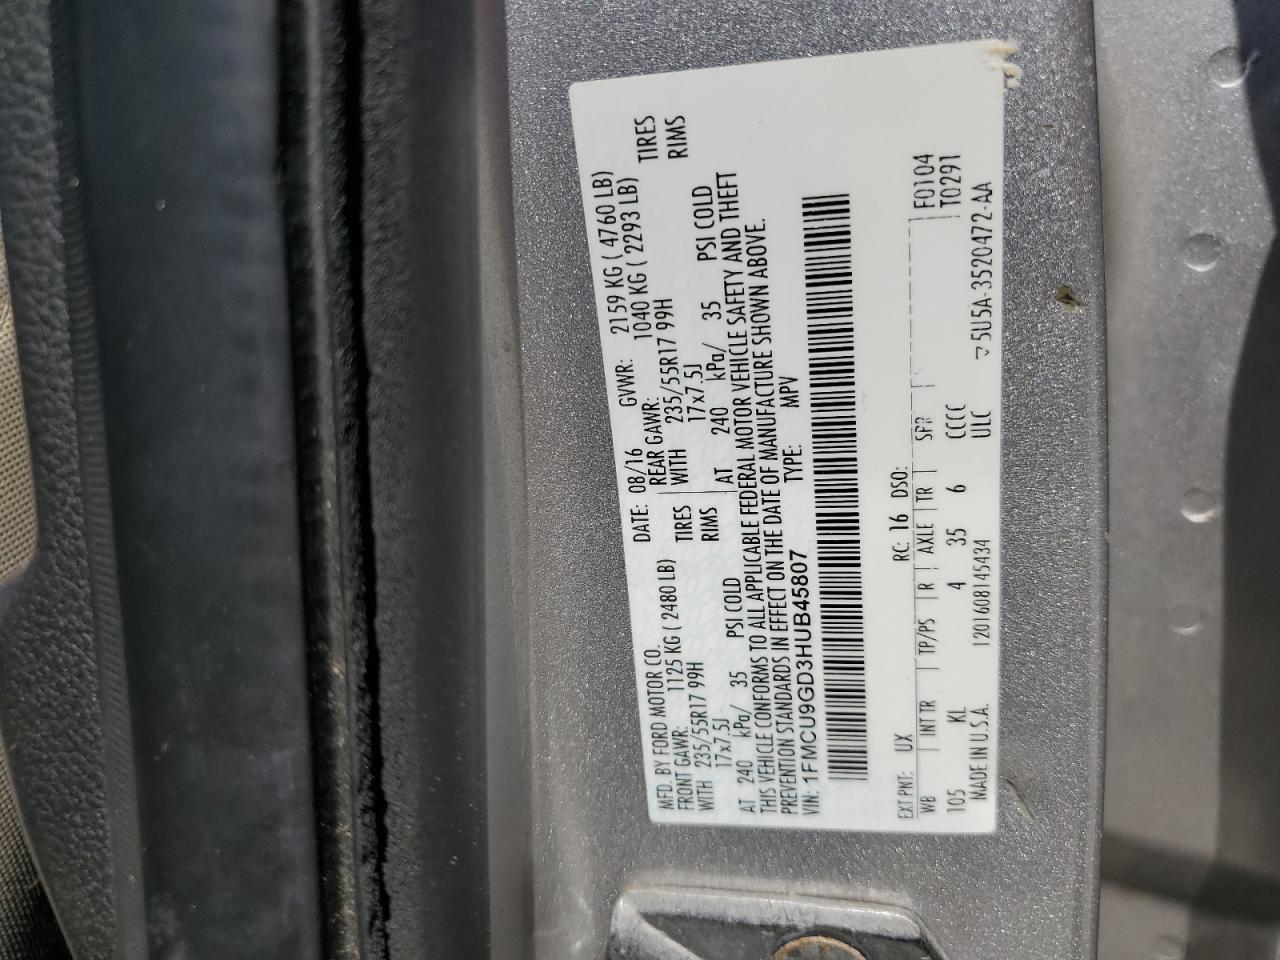 MFD. BY FORD MOTOR CO. DATE: 08/16 GVWR: 2159 KG ( 4760 LB)
FRONT GAWR: 1125 KG ( 2480 LB) REAR GAWR: 1040 KG ( 2293 LB)
WITH 235/55R17 99H TIRES WITH 235/55R17 99H TIRES
17x7.5J RIMS 17x7.5J RIMS
AT 240 kPa/ 35 PSI COLD AT 240 kPa/ 35 PSI COLD
THIS VEHICLE CONFORMS TO ALL APPLICABLE FEDERAL MOTOR VEHICLE SAFETY AND THEFT
PREVENTION STANDARDS IN EFFECT ON THE DATE OF MANUFACTURE SHOWN ABOVE.
VIN: 1FMCU9GD3HUB45807 TYPE: MPV
EXT PNT: UX RC: 16 DSO: F0104
WB INT TR TP/PS R AXLE TR SPR T0291
105 KL 4 35 6 CCCC
MADE IN U.S.A. 1201608145434 ULC 5U5A-3520472-AA